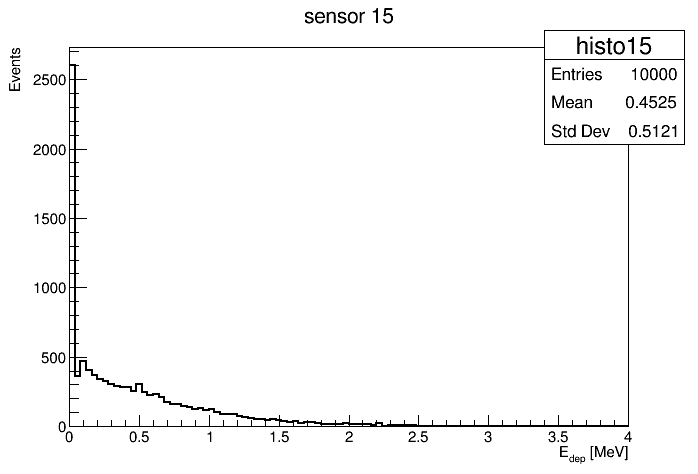 sensor 15
histo15
Entries 10000
Mean 0.4525
Std Dev 0.5121
Events
2500
2000
1500
1000
500
0
0 0.5 1 1.5 2 2.5 3 3.5 4
E_dep [MeV]